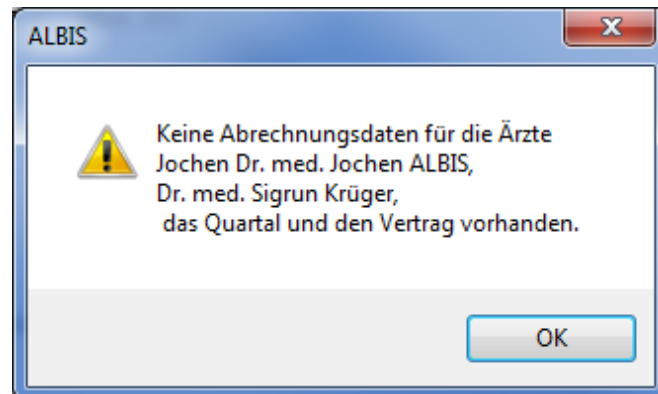 ALBIS
Keine Abrechnungsdaten für die Ärzte
Jochen Dr. med. Jochen ALBIS,
Dr. med. Sigrun Krüger,
das Quartal und den Vertrag vorhanden.
OK